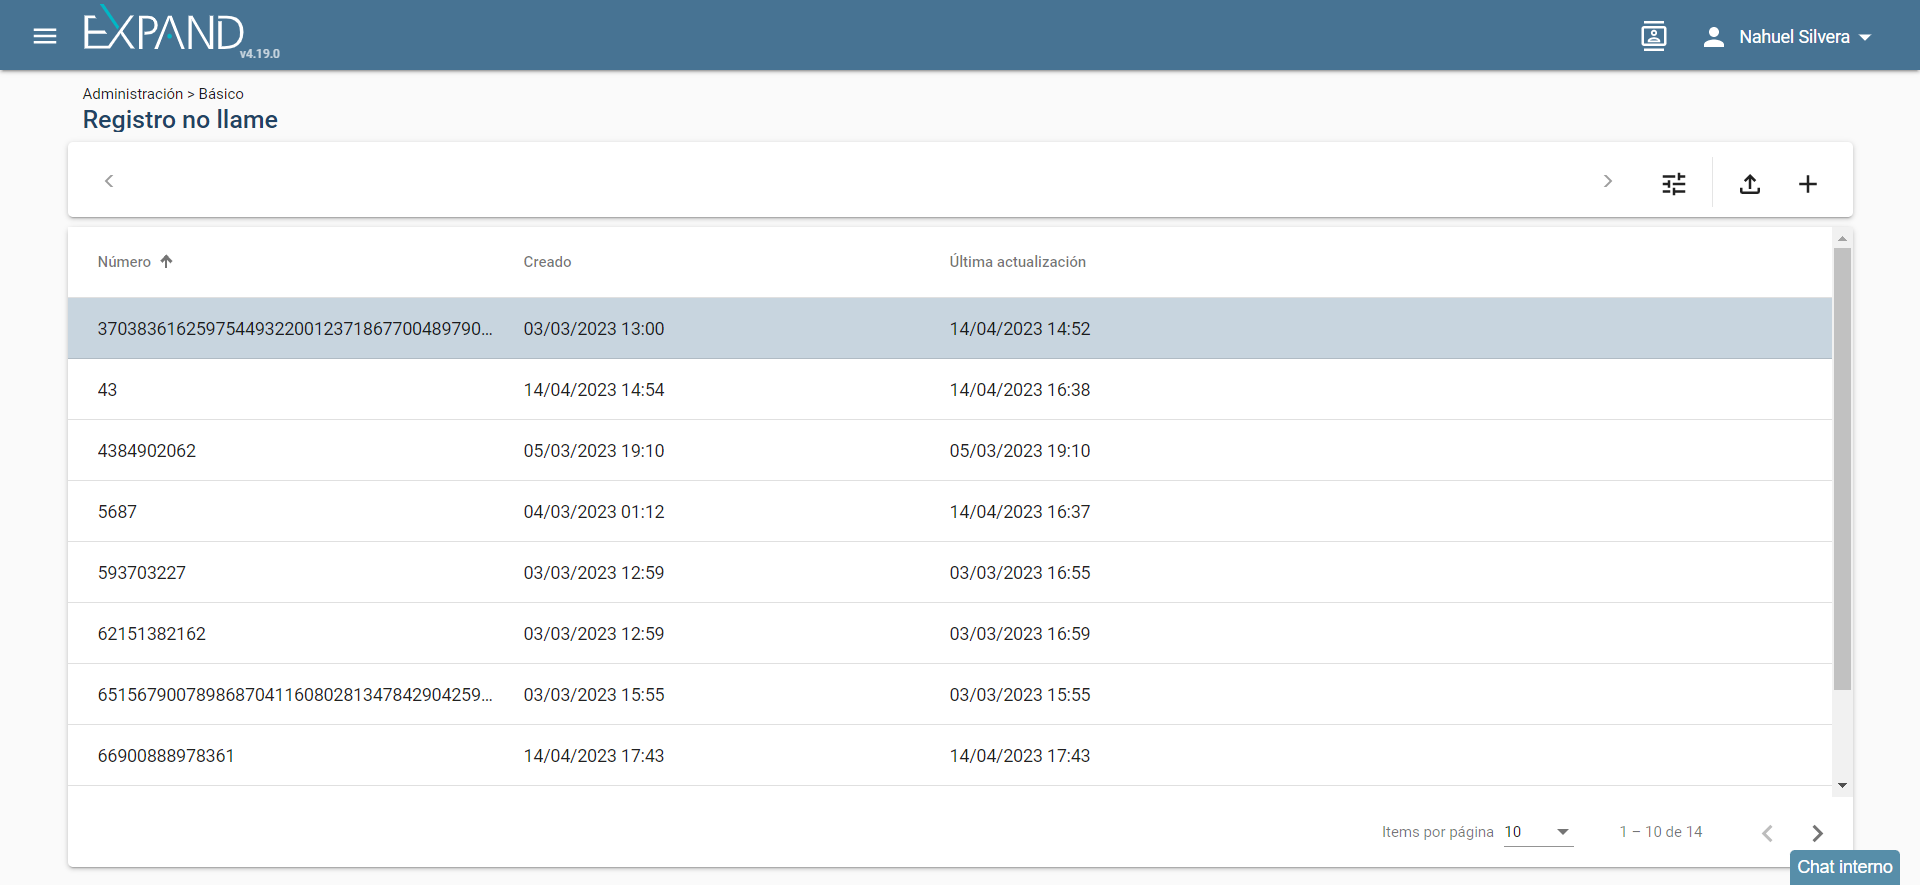 EXPAND
v4.19.0
Nahuel Silvera
Administración > Básico
Registro no llame
Número Creado Última actualización
37038361625975449322001237186770048979​0... 03/03/2023 13:00 14/04/2023 14:52
43 14/04/2023 14:54 14/04/2023 16:38
4384902062 05/03/2023 19:10 05/03/2023 19:10
5687 04/03/2023 01:12 14/04/2023 16:37
593703227 03/03/2023 12:59 03/03/2023 16:55
62151382162 03/03/2023 12:59 03/03/2023 16:59
65156790078986870411608028134784290425​9... 03/03/2023 15:55 03/03/2023 15:55
66900888978361 14/04/2023 17:43 14/04/2023 17:43
Items por página 10 1 – 10 de 14
Chat interno